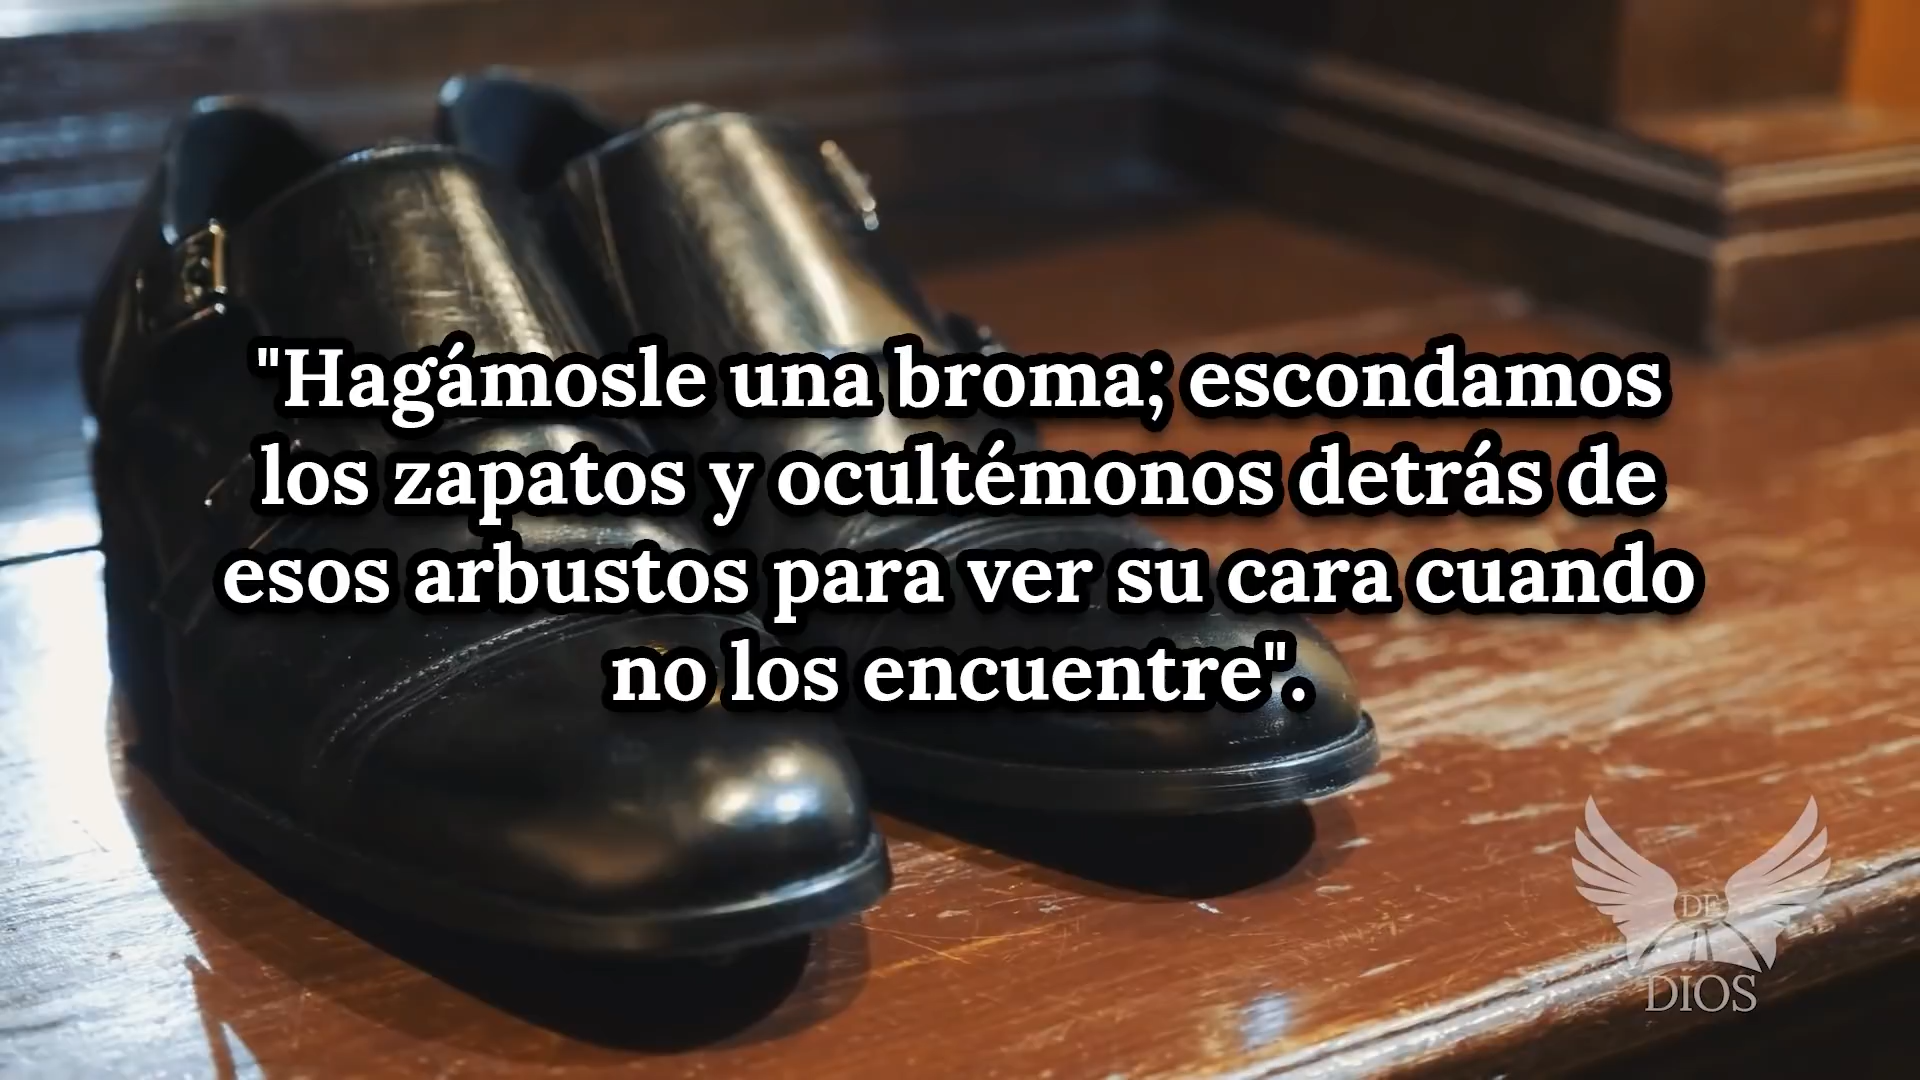 "Hagámosle una broma; escondamos
los zapatos y ocultémonos detrás de
esos arbustos para ver su cara cuando
no los encuentre".
DE
DIOS